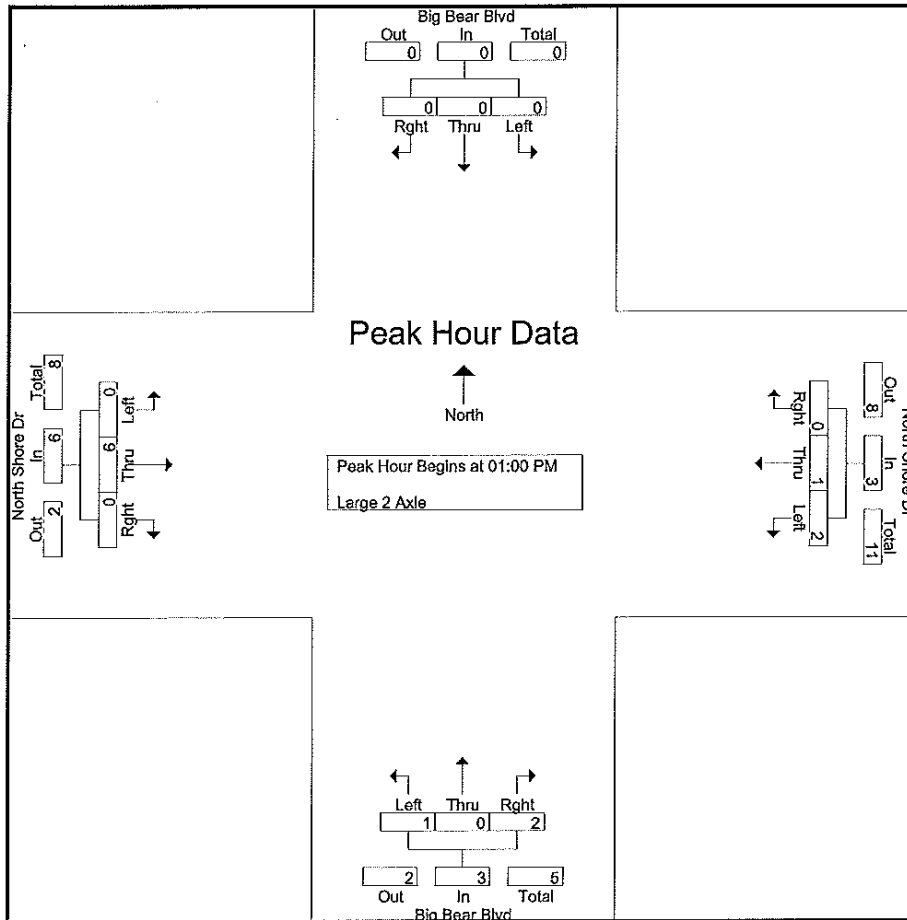 Big Bear Blvd
Out In Total
0 0 0
0 0 0
Rght Thru Left
Peak Hour Data
North
Peak Hour Begins at 01:00 PM
Large 2 Axle
North Shore Dr
Total In Out
8 6 2
0 6 0
Left Thru Rght
Rght Thru Left
0 1 2
Out In Total
8 3 11
North Shore Dr
Left Thru Rght
1 0 2
2 3 5
Out In Total
Big Bear Blvd